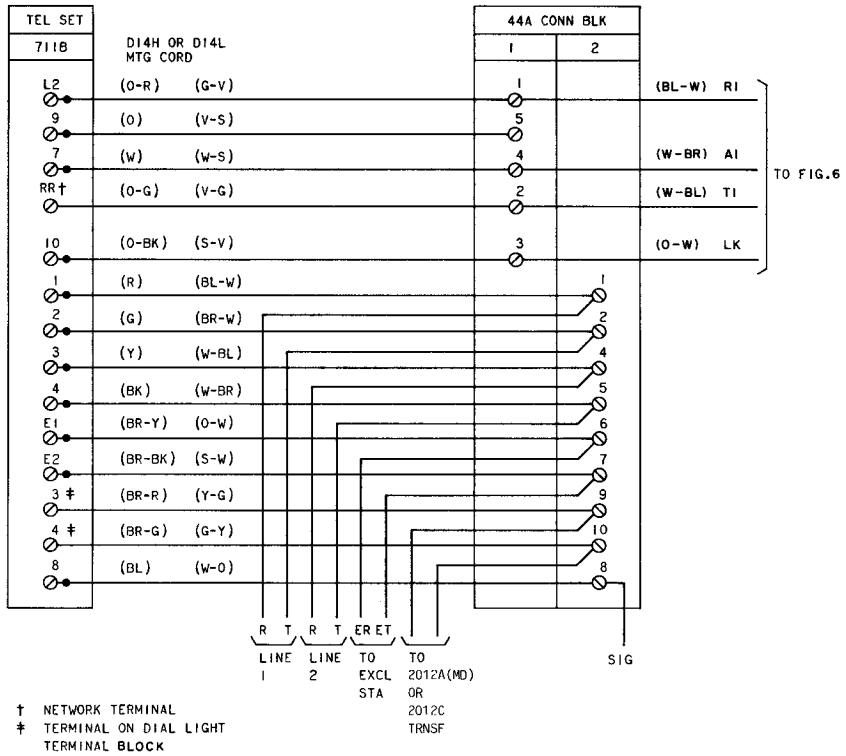 TEL SET
44A CONN BLK
711B
D14H OR D14L
MTG CORD
1 2
L2 (O-R) (G-V) 1 (BL-W) R1
9 (O) (V-S) 5
7 (W) (W-S) 4 (W-BR) A1
TO FIG.6
RR† (O-G) (V-G) 2 (W-BL) T1
10 (O-BK) (S-V) 3 (O-W) LK
1 (R) (BL-W) 1
2 (G) (BR-W) 2
3 (Y) (W-BL) 4
4 (BK) (W-BR) 5
E1 (BR-Y) (O-W) 6
E2 (BR-BK) (S-W) 7
3 ‡ (BR-R) (Y-G) 9
4 ‡ (BR-G) (G-Y) 10
8 (BL) (W-O) 8
R T R T ER ET
LINE LINE TO TO SIG
1 2 EXCL 2012A(MD)
STA OR
2012C
TRNSF
† NETWORK TERMINAL
‡ TERMINAL ON DIAL LIGHT
TERMINAL BLOCK